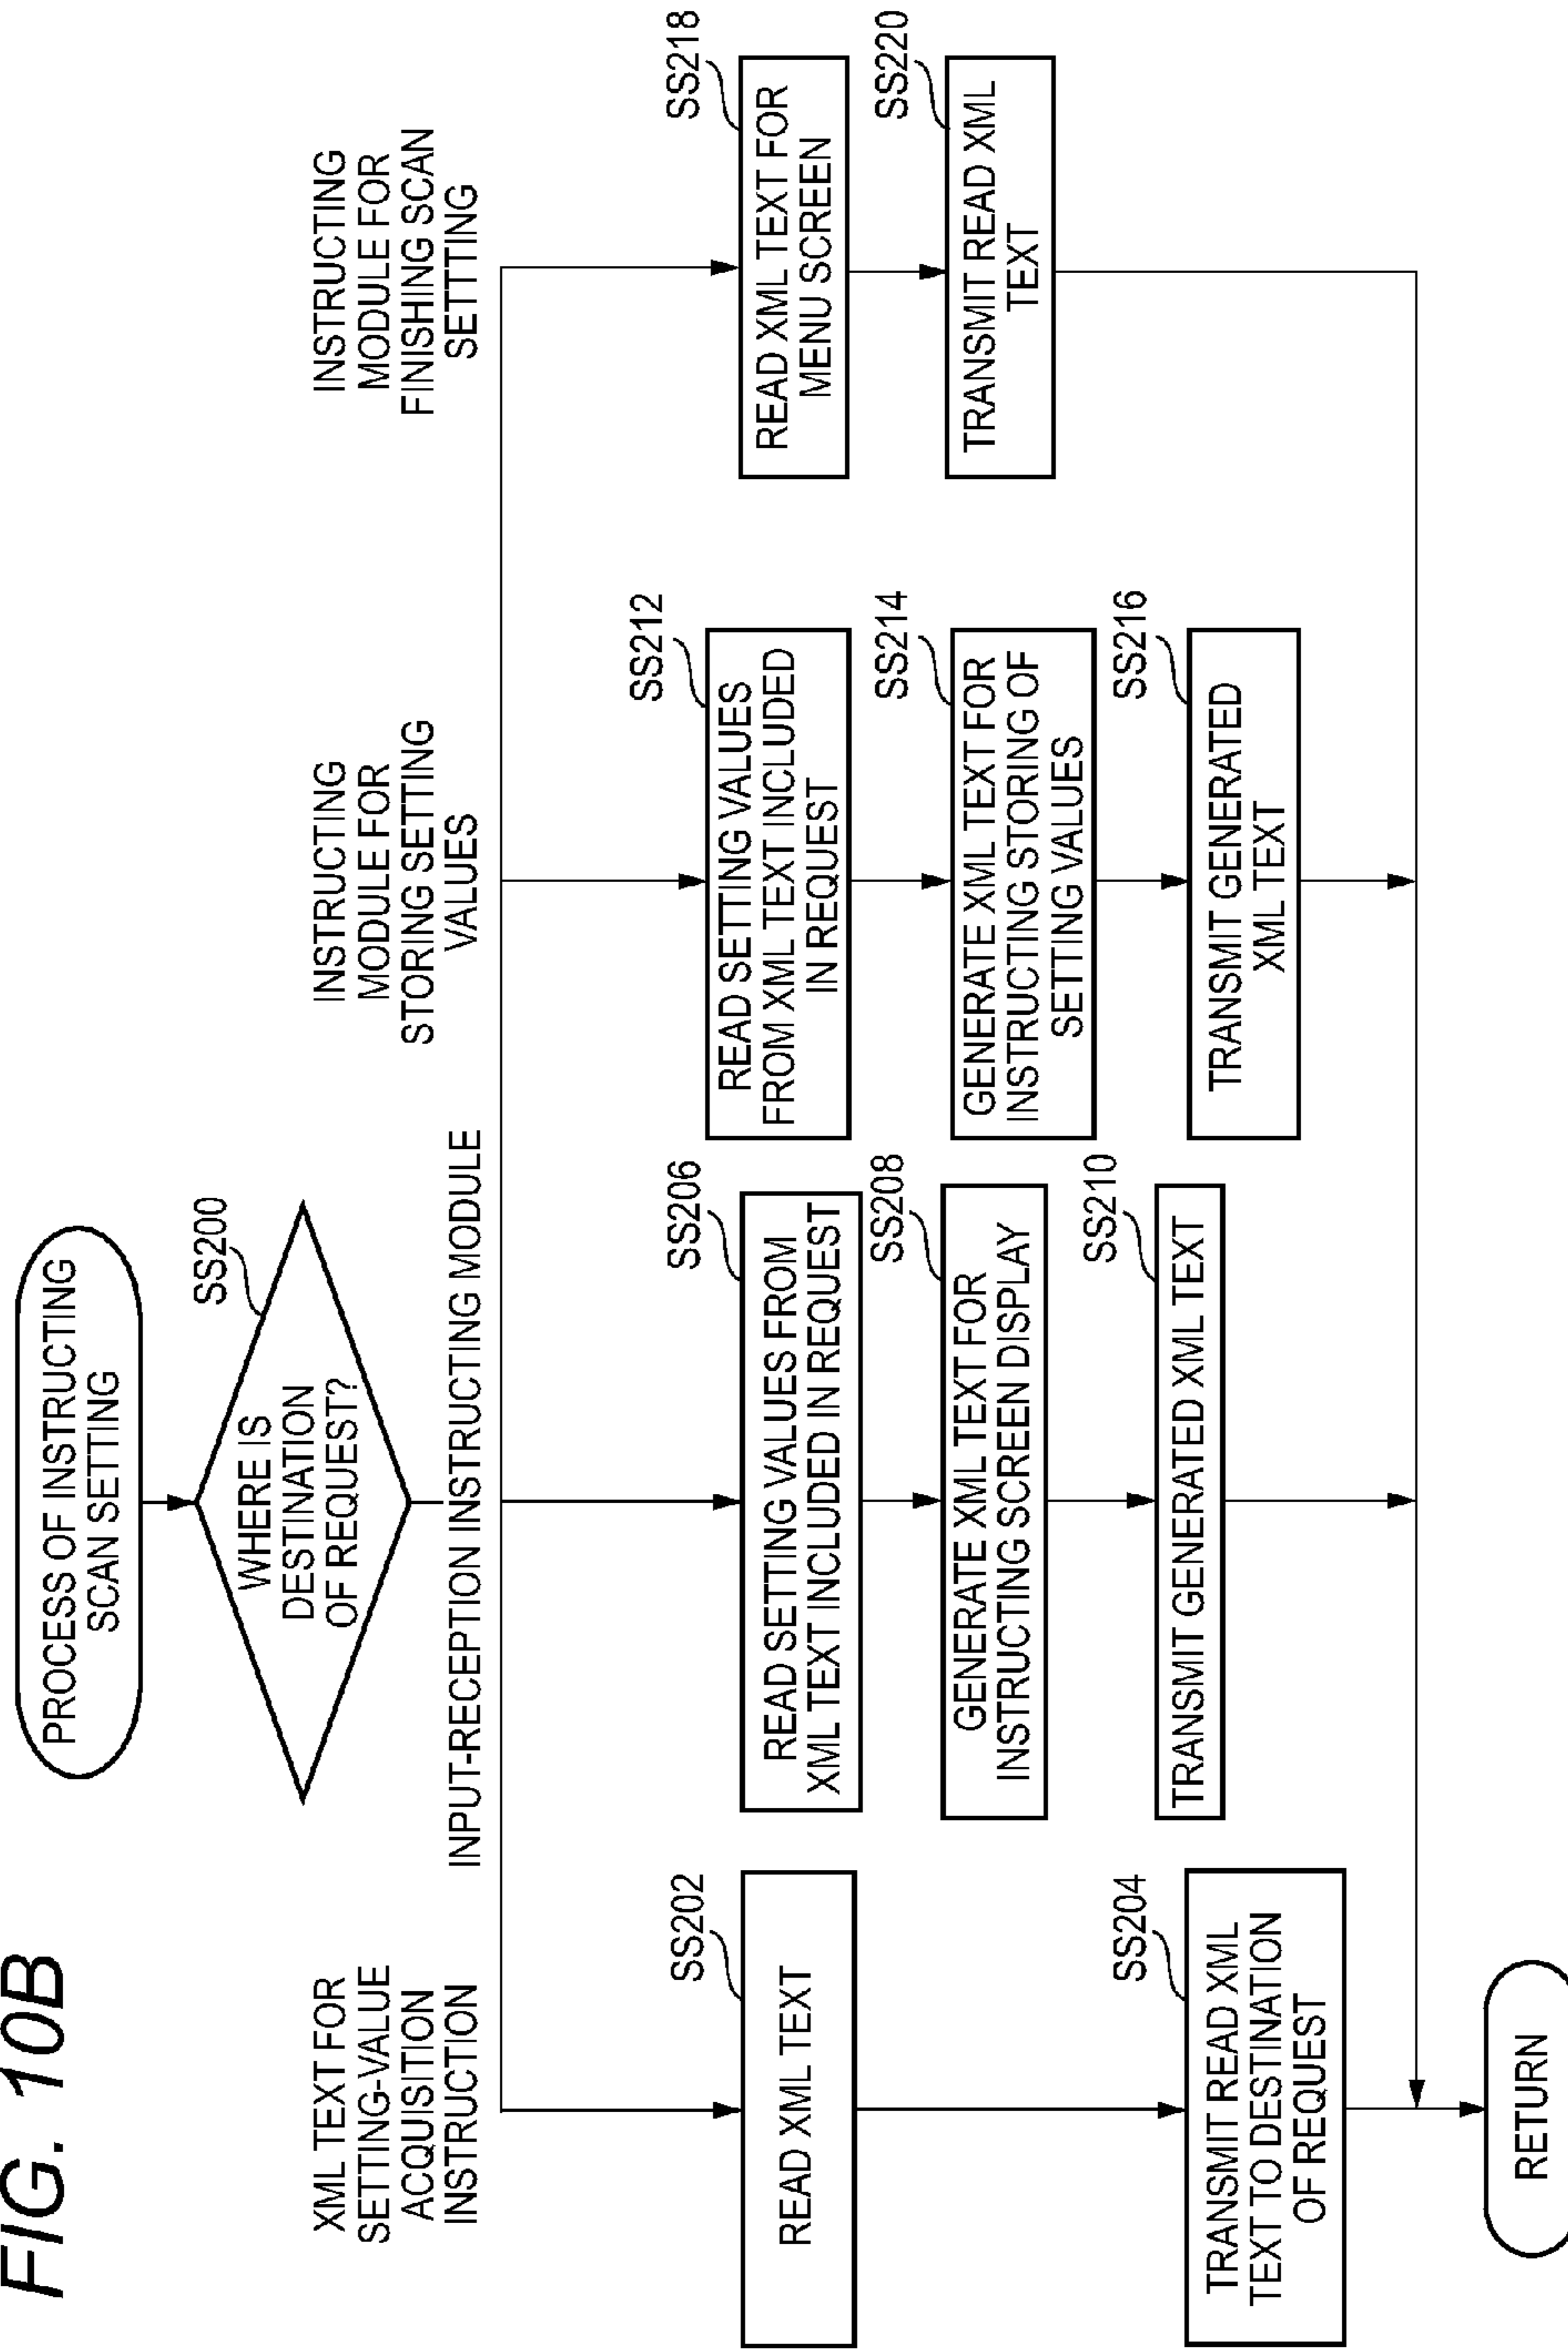 FIG. 10B
PROCESS OF INSTRUCTING
SCAN SETTING
SS200
WHERE IS
DESTINATION
OF REQUEST?
XML TEXT FOR
SETTING-VALUE
ACQUISITION
INSTRUCTION
INPUT-RECEPTION INSTRUCTING MODULE
INSTRUCTING
MODULE FOR
STORING SETTING
VALUES
INSTRUCTING
MODULE FOR
FINISHING SCAN
SETTING
SS202
READ XML TEXT
SS204
TRANSMIT READ XML
TEXT TO DESTINATION
OF REQUEST
SS206
READ SETTING VALUES FROM
XML TEXT INCLUDED IN REQUEST
SS208
GENERATE XML TEXT FOR
INSTRUCTING SCREEN DISPLAY
SS210
TRANSMIT GENERATED XML TEXT
SS212
READ SETTING VALUES
FROM XML TEXT INCLUDED
IN REQUEST
SS214
GENERATE XML TEXT FOR
INSTRUCTING STORING OF
SETTING VALUES
SS216
TRANSMIT GENERATED
XML TEXT
SS218
READ XML TEXT FOR
MENU SCREEN
SS220
TRANSMIT READ XML
TEXT
RETURN